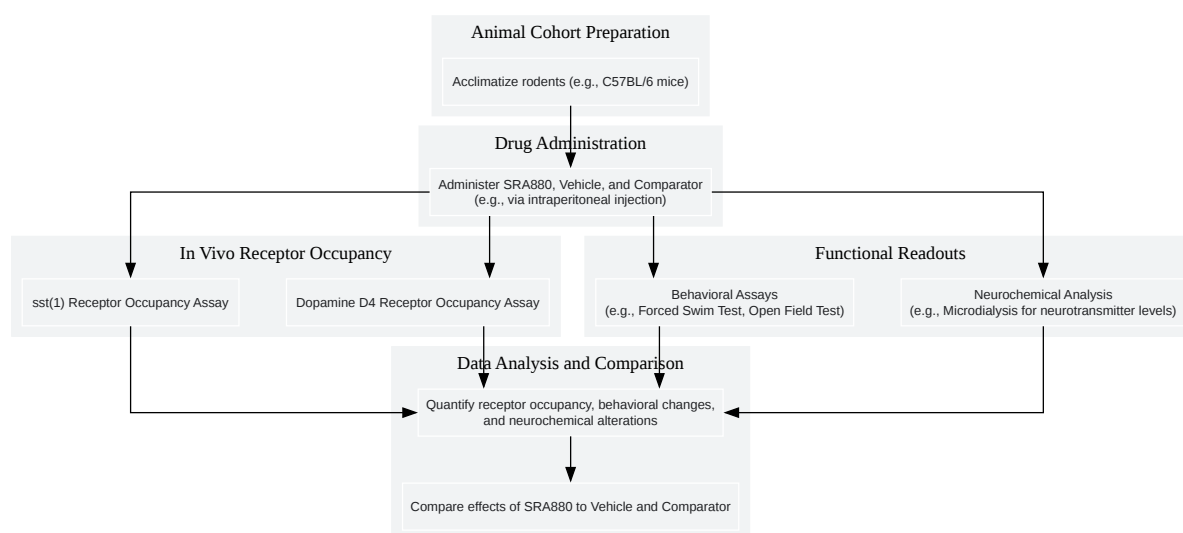 Animal Cohort Preparation
Acclimatize rodents (e.g., C57BL/6 mice)
Drug Administration
Administer SRA880, Vehicle, and Comparator
(e.g., via intraperitoneal injection)
In Vivo Receptor Occupancy
Functional Readouts
sst(1) Receptor Occupancy Assay
Dopamine D4 Receptor Occupancy Assay
Behavioral Assays
(e.g., Forced Swim Test, Open Field Test)
Neurochemical Analysis
(e.g., Microdialysis for neurotransmitter levels)
Data Analysis and Comparison
Quantify receptor occupancy, behavioral changes,
and neurochemical alterations
Compare effects of SRA880 to Vehicle and Comparator